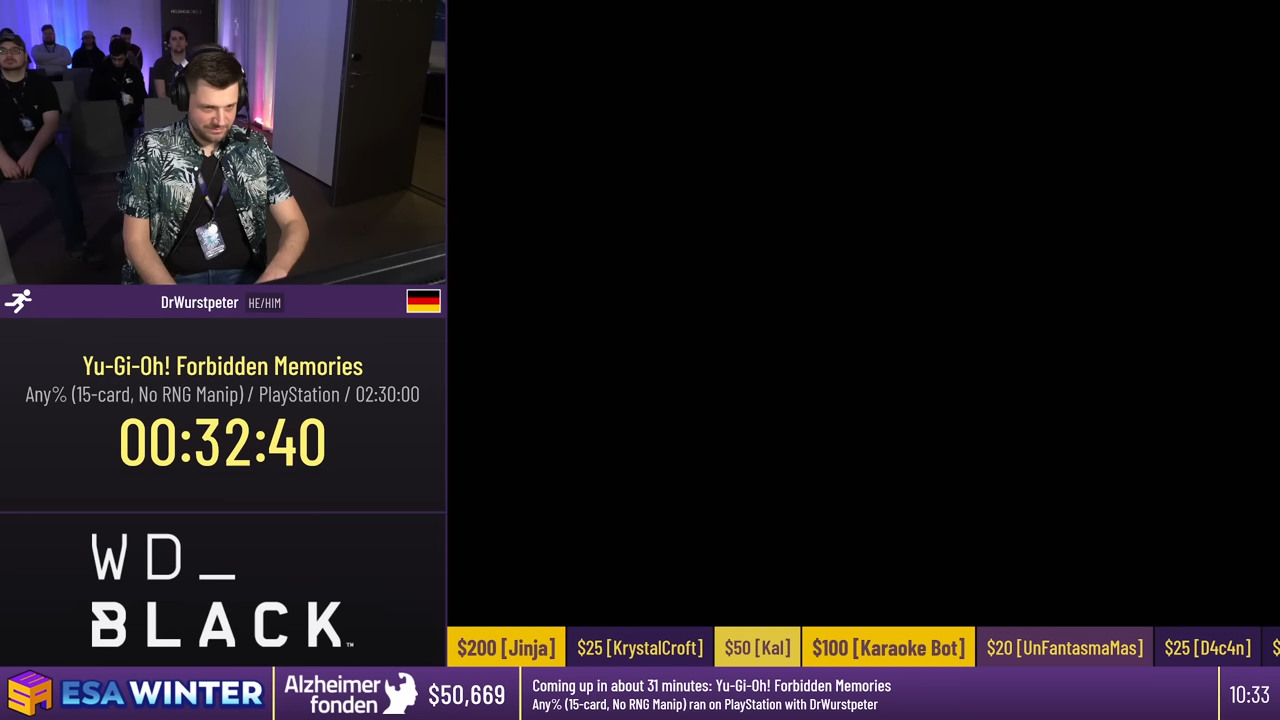 DrWurstpeter HE/HIM
Yu-Gi-Oh! Forbidden Memories
Any% (15-card, No RNG Manip) / PlayStation / 02:30:00
00:32:40
WD_
BLACK™
$200 [Jinja] $25 [KrystalCroft] $50 [Kal] $100 [Karaoke Bot] $20 [UnFantasmaMas] $25 [D4c4n] $
ESA WINTER
Alzheimer
fonden
$50,669
Coming up in about 31 minutes: Yu-Gi-Oh! Forbidden Memories
Any% (15-card, No RNG Manip) ran on PlayStation with DrWurstpeter
10:33